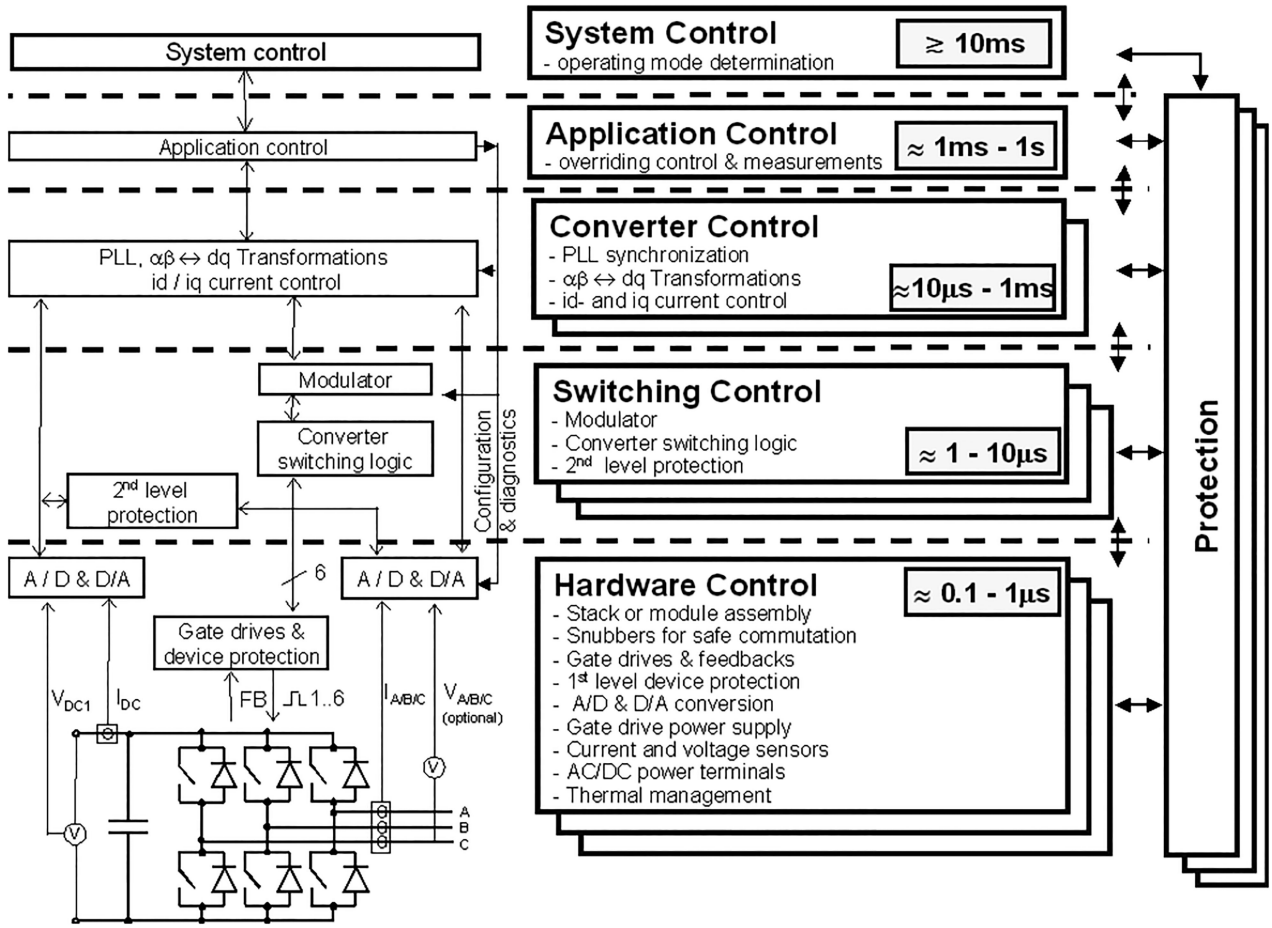 System control
Application control
PLL, αβ ↔ dq Transformations
id / iq current control
Modulator
Converter
switching logic
2nd level
protection
Configuration
& diagnostics
A / D & D/A
6
A / D & D/A
Gate drives &
device protection
VDC1
IDC
FB
1..6
IA/B/C
VA/B/C
(optional)
V
V
A
B
C
System Control
- operating mode determination
≥ 10ms
Application Control
- overriding control & measurements
≈ 1ms - 1s
Converter Control
- PLL synchronization
- αβ ↔ dq Transformations
- id- and iq current control
≈10μs - 1ms
Switching Control
- Modulator
- Converter switching logic
- 2nd level protection
≈ 1 - 10μs
Hardware Control
≈ 0.1 - 1μs
- Stack or module assembly
- Snubbers for safe commutation
- Gate drives & feedbacks
- 1st level device protection
- A/D & D/A conversion
- Gate drive power supply
- Current and voltage sensors
- AC/DC power terminals
- Thermal management
Protection